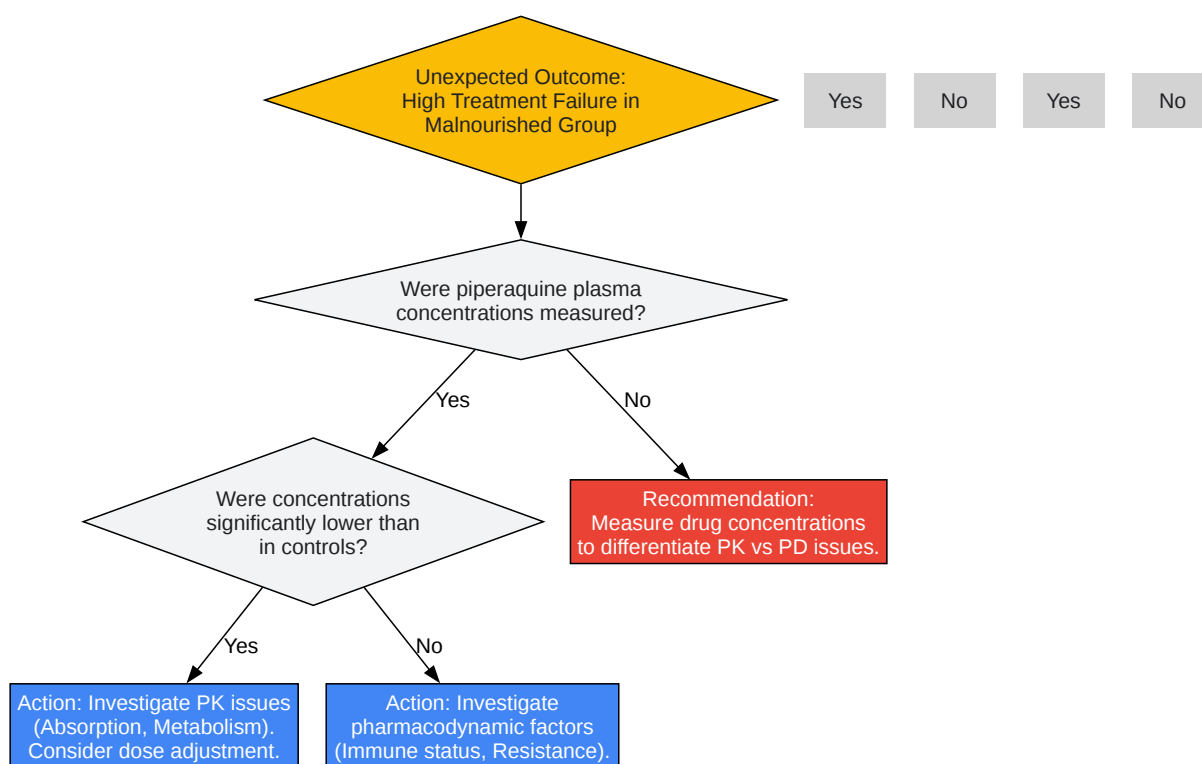 Unexpected Outcome:
High Treatment Failure in
Malnourished Group
Yes
No
Yes
No
Were piperaquine plasma
concentrations measured?
Yes
No
Were concentrations
significantly lower than
in controls?
Recommendation:
Measure drug concentrations
to differentiate PK vs PD issues.
Yes
No
Action: Investigate PK issues
(Absorption, Metabolism).
Consider dose adjustment.
Action: Investigate
pharmacodynamic factors
(Immune status, Resistance).